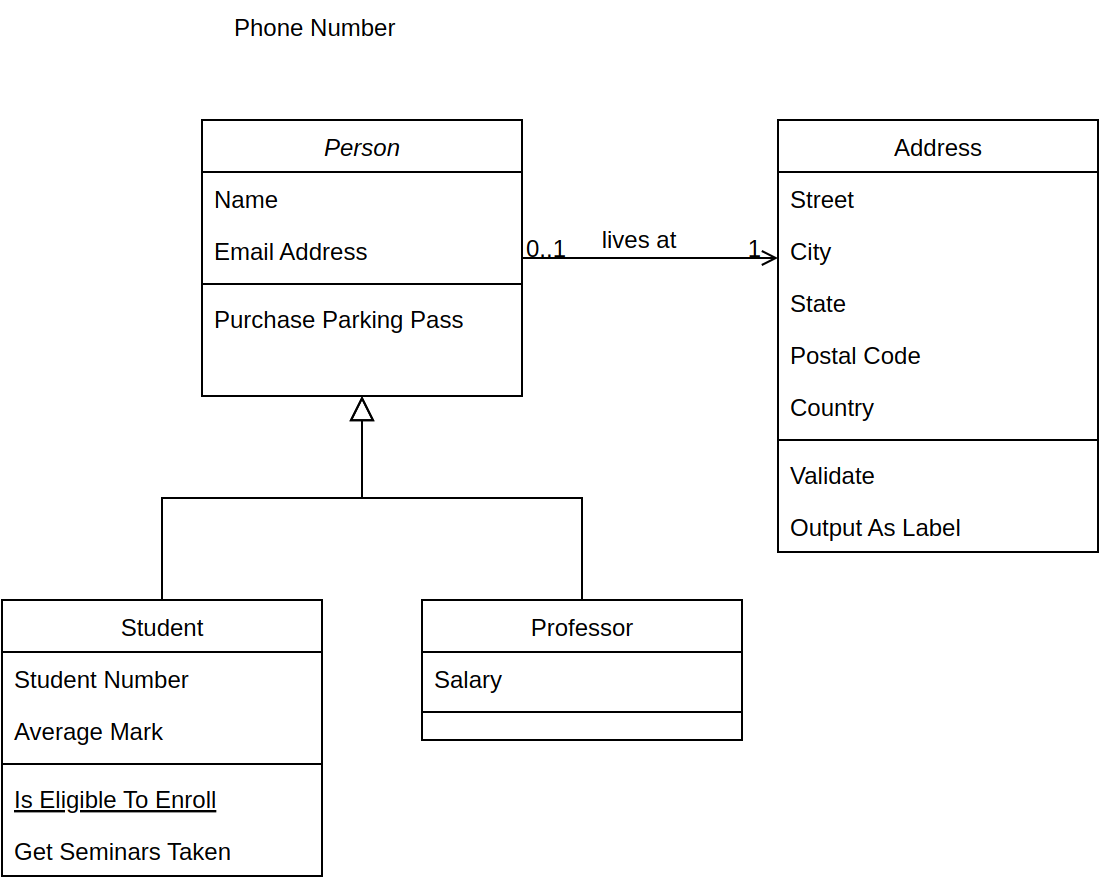 Phone Number
Person
Name
Email Address
Purchase Parking Pass
0..1
lives at
1
Address
Street
City
State
Postal Code
Country
Validate
Output As Label
Student
Student Number
Average Mark
Is Eligible To Enroll
Get Seminars Taken
Professor
Salary